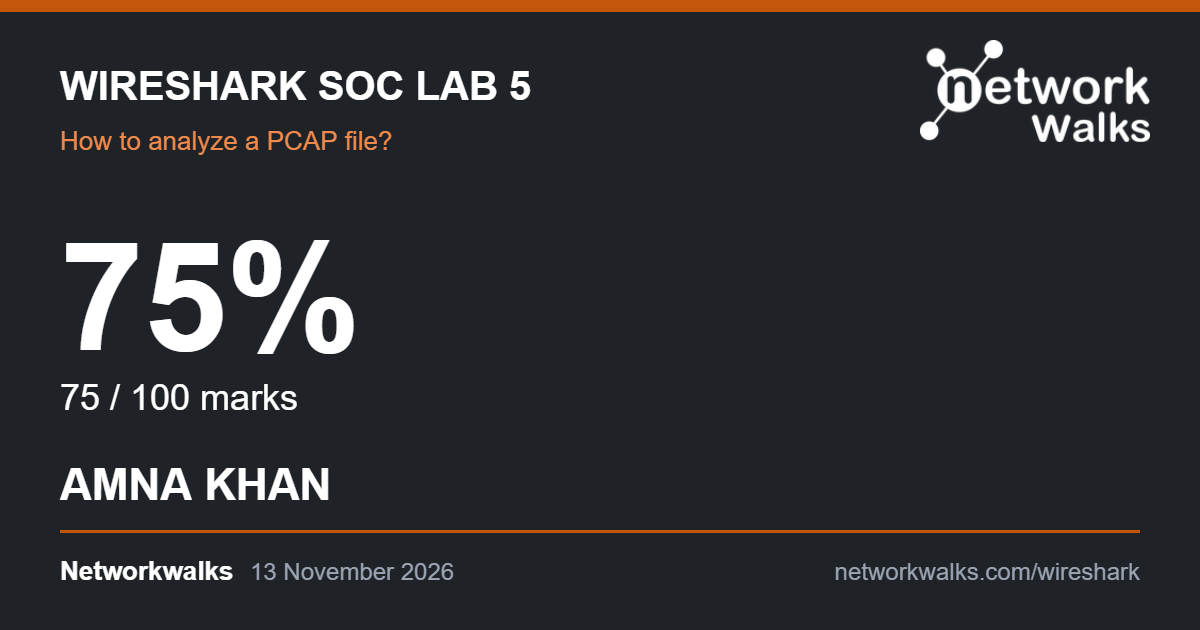 WIRESHARK SOC LAB 5
How to analyze a PCAP file?
network
walks
75%
75 / 100 marks
AMNA KHAN
Networkwalks 13 November 2026
networkwalks.com/wireshark